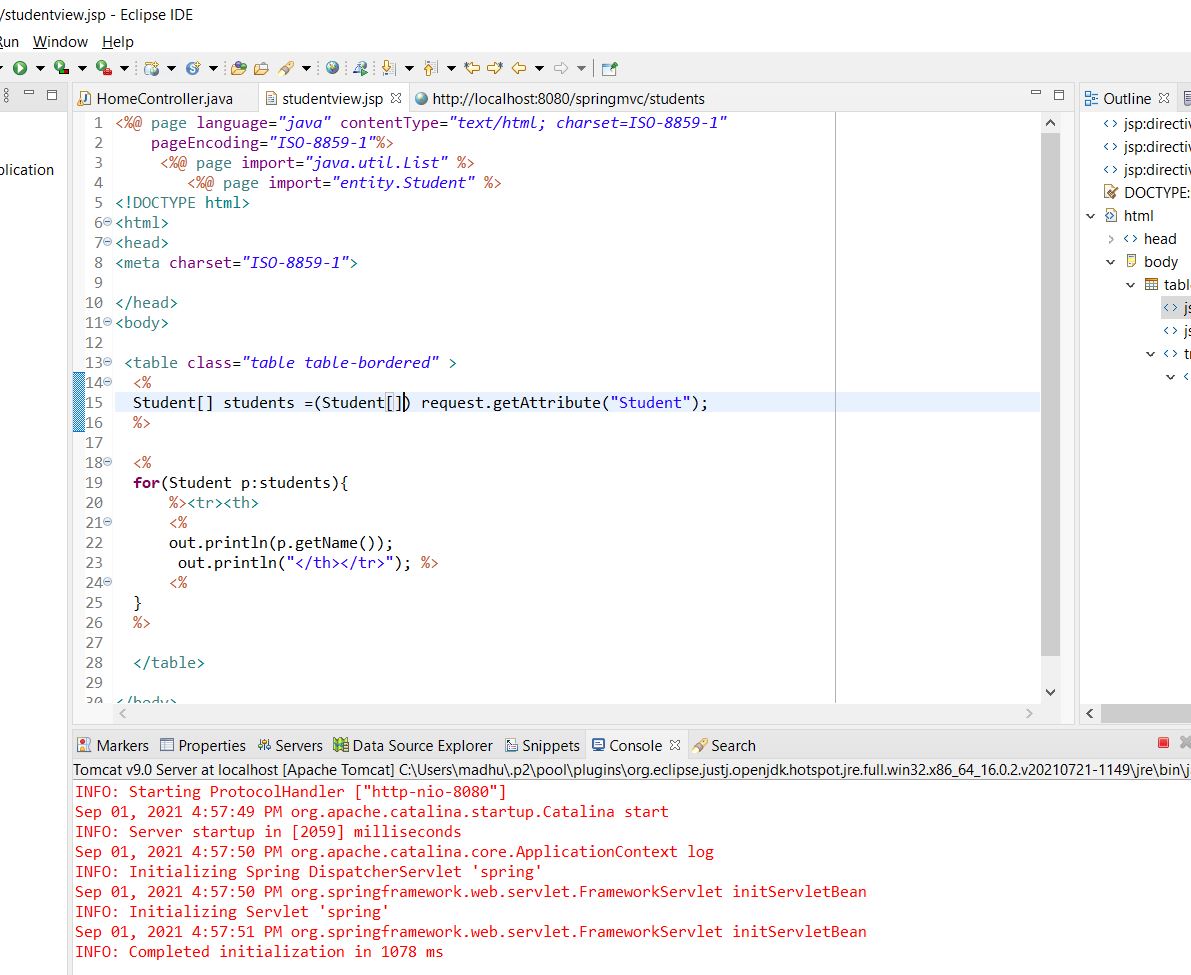 /studentview.jsp - Eclipse IDE
Run Window Help
HomeController.java studentview.jsp http://localhost:8080/springmvc/students Outline
1 <%@ page language="java" contentType="text/html; charset=ISO-8859-1"
2 pageEncoding="ISO-8859-1"%>
3 <%@ page import="java.util.List" %>
4 <%@ page import="entity.Student" %>
5 <!DOCTYPE html>
6 <html>
7 <head>
8 <meta charset="ISO-8859-1">
9
10 </head>
11 <body>
12
13 <table class="table table-bordered" >
14 <%
15 Student[] students =(Student[]) request.getAttribute("Student");
16 %>
17
18 <%
19 for(Student p:students){
20 %><tr><th>
21 <%
22 out.println(p.getName());
23 out.println("</th></tr>"); %>
24 <%
25 }
26 %>
27
28 </table>
29
30 </body>
plication
jsp:directiv
jsp:directiv
jsp:directiv
DOCTYPE:
html
head
body
tabl
js
js
t
Markers Properties Servers Data Source Explorer Snippets Console Search
Tomcat v9.0 Server at localhost [Apache Tomcat] C:\Users\madhu\.p2\pool\plugins\org.eclipse.justj.openjdk.hotspot.jre.full.win32.x86_64_16.0.2.v20210721-1149\jre\bin\j
INFO: Starting ProtocolHandler ["http-nio-8080"]
Sep 01, 2021 4:57:49 PM org.apache.catalina.startup.Catalina start
INFO: Server startup in [2059] milliseconds
Sep 01, 2021 4:57:50 PM org.apache.catalina.core.ApplicationContext log
INFO: Initializing Spring DispatcherServlet 'spring'
Sep 01, 2021 4:57:50 PM org.springframework.web.servlet.FrameworkServlet initServletBean
INFO: Initializing Servlet 'spring'
Sep 01, 2021 4:57:51 PM org.springframework.web.servlet.FrameworkServlet initServletBean
INFO: Completed initialization in 1078 ms